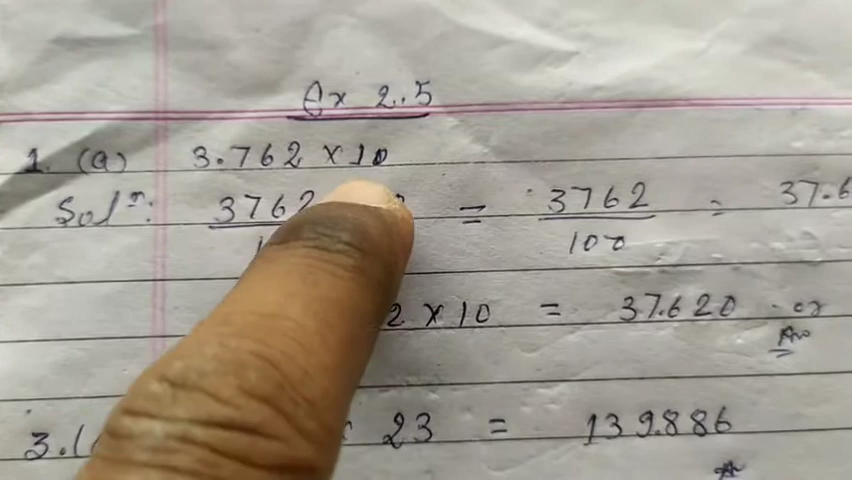 Ex 2.5
1. (a) 3.762 × 10
Solⁿ: 3762 = 3762 = 37.6
100
2 × 10 = 37.620 or
Ans
3. 23 = 139.886